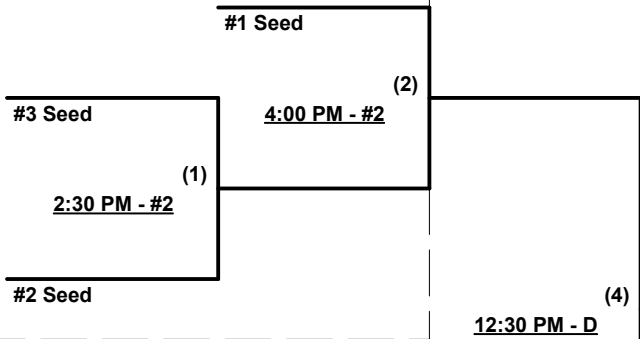 #1 Seed
(2)
4:00 PM - #2
#3 Seed
(1)
2:30 PM - #2
#2 Seed
(4)
12:30 PM - D